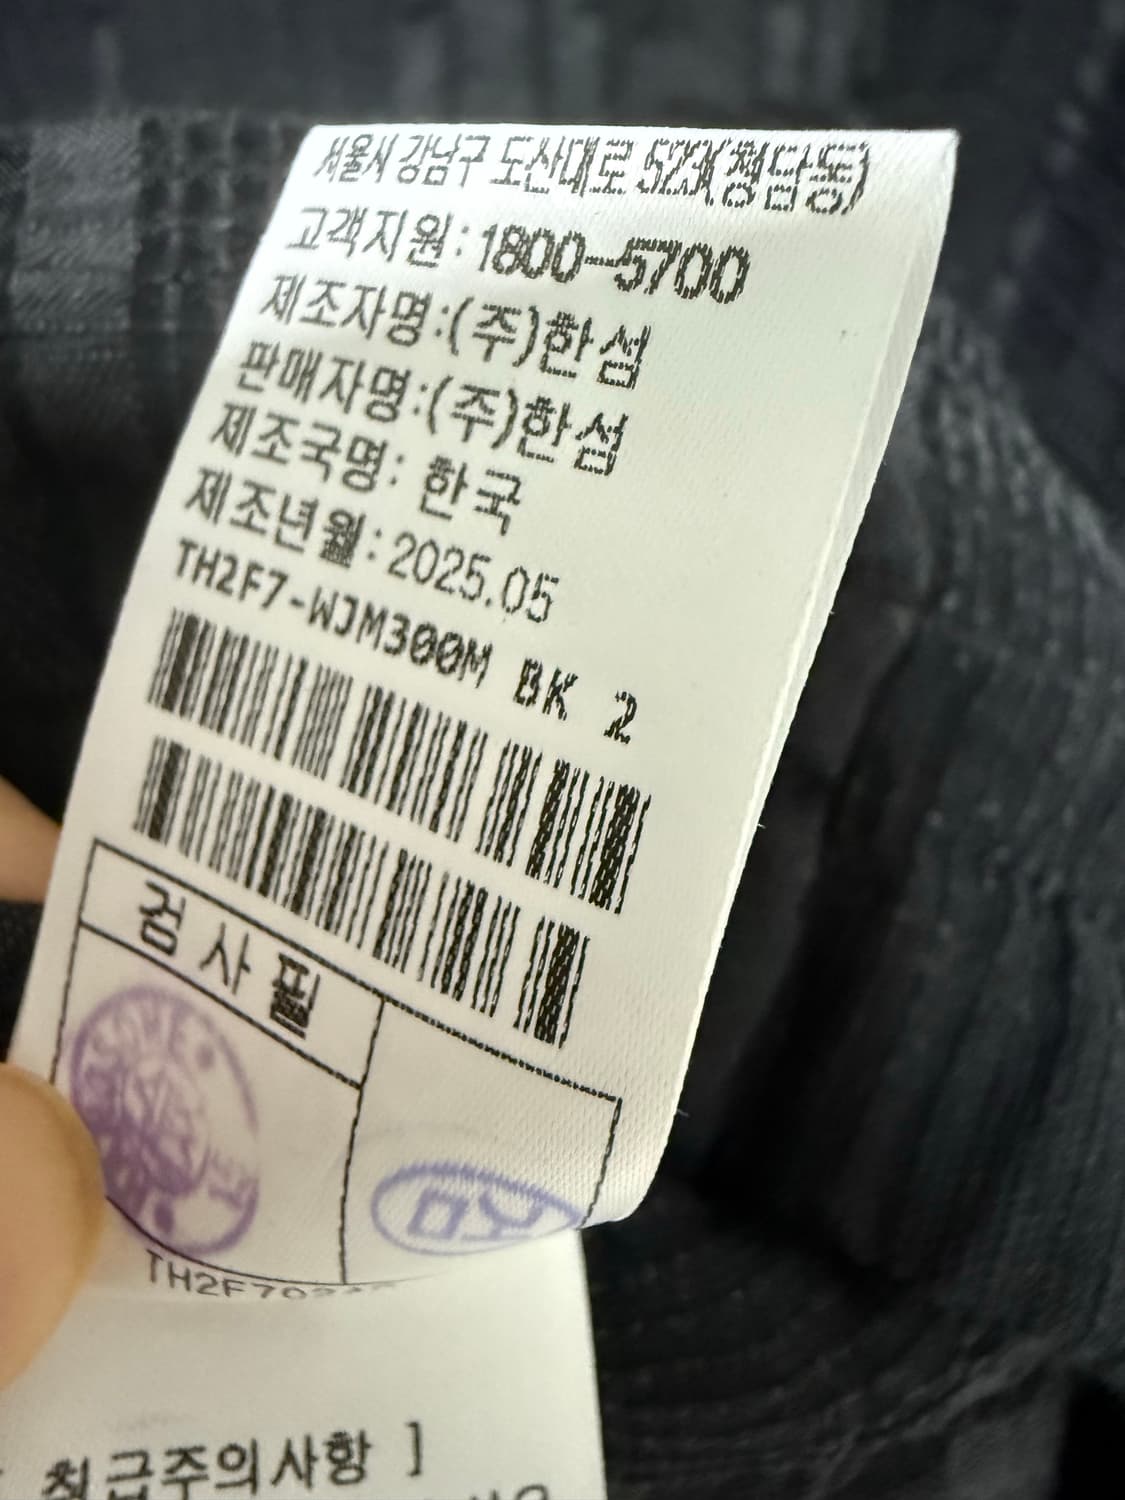 서울시 강남구 도산대로 523(청담동)
고객지원:1800-5700
제조자명:(주)한섬
판매자명:(주)한섬
제조국명: 한국
제조년월:2025.05
TH2F7-WJM300M BK 2
검사필
취급주의사항 ]